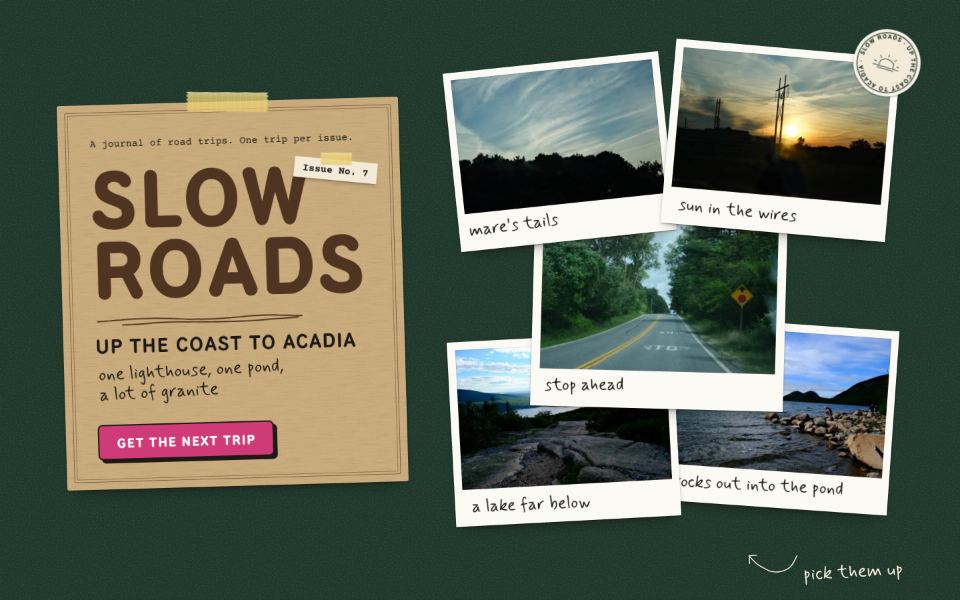 A journal of road trips. One trip per issue.
Issue No. 7
SLOW
ROADS
UP THE COAST TO ACADIA
one lighthouse, one pond,
a lot of granite
GET THE NEXT TRIP
mare's tails
sun in the wires
SLOW ROADS · UP THE COAST TO ACADIA ·
stop ahead
a lake far below
out into the pond
pick them up